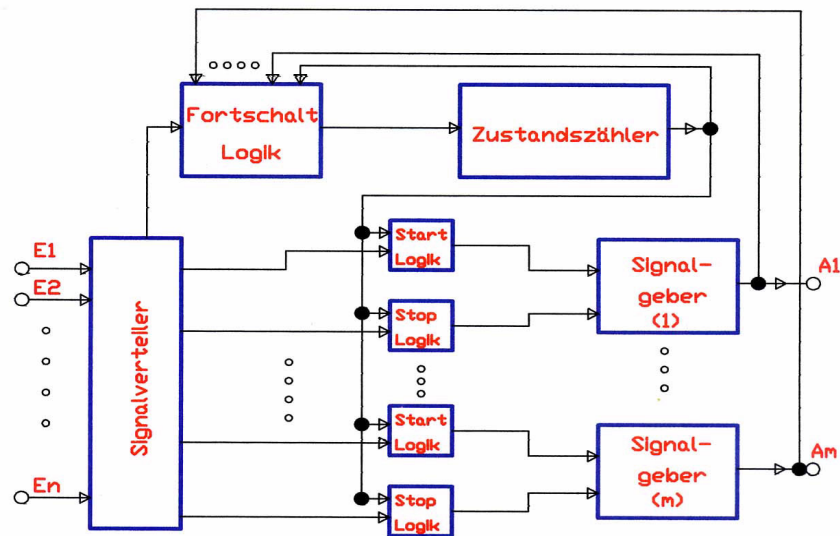 Fortschalt
Logik
Zustandszähler
E1
E2
En
Signalverteiler
Start
Logik
Stop
Logik
Signal-
geber
(1)
A1
Start
Logik
Stop
Logik
Signal-
geber
(m)
Am